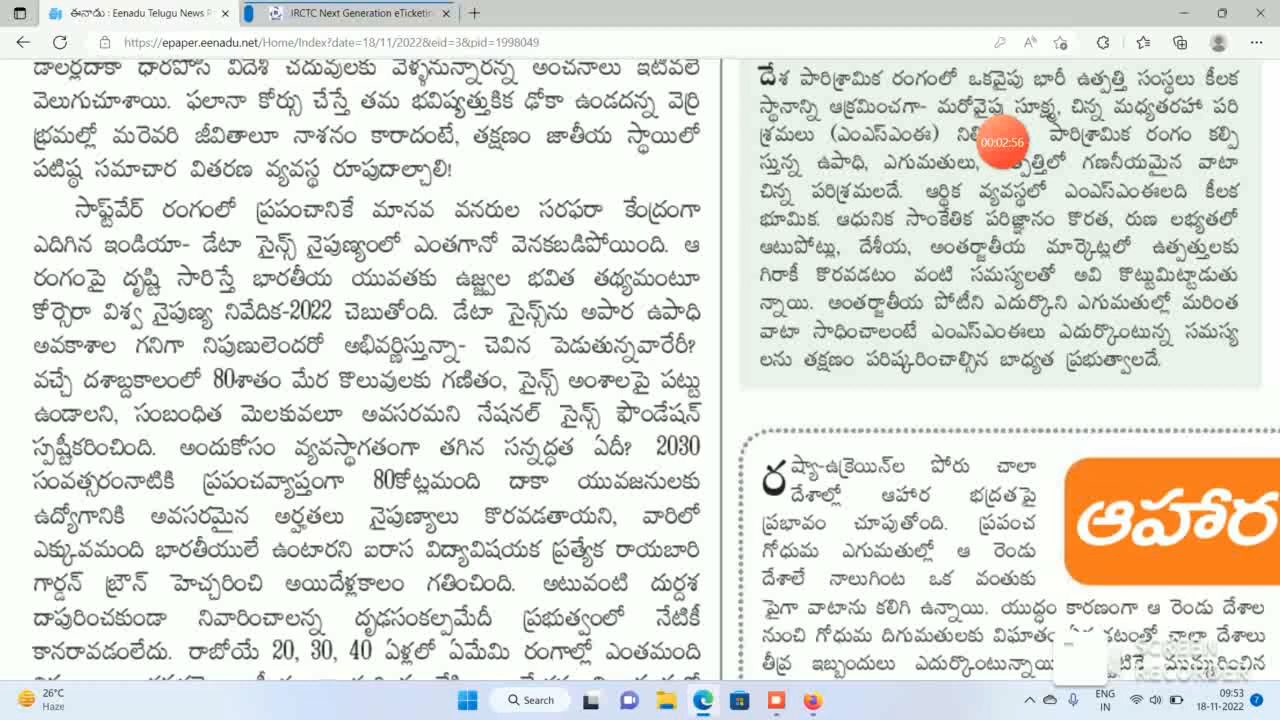 ఈనాడు : Eenadu Telugu News P
IRCTC Next Generation eTicketin
https://epaper.eenadu.net/Home/Index?date=18/11/2022&eid=3&pid=1998049
డాలర్లదాకా ధారపోసి విదేశీ చదువులకు వెళ్ళనున్నారన్న అంచనాలు ఇటీవలే
వెలుగుచూశాయి. ఫలానా కోర్సు చేస్తే తమ భవిష్యత్తుకిక ఢోకా ఉండదన్న వెర్రి
భ్రమల్లో మరెవరి జీవితాలూ నాశనం కారాదంటే, తక్షణం జాతీయ స్థాయిలో
పటిష్ఠ సమాచార వితరణ వ్యవస్థ రూపుదాల్చాలి!
సాఫ్ట్‌వేర్ రంగంలో ప్రపంచానికే మానవ వనరుల సరఫరా కేంద్రంగా
ఎదిగిన ఇండియా- డేటా సైన్స్ నైపుణ్యంలో ఎంతగానో వెనకబడిపోయింది. ఆ
రంగంపై దృష్టి సారిస్తే భారతీయ యువతకు ఉజ్జ్వల భవిత తథ్యమంటూ
కోర్సెరా విశ్వ నైపుణ్య నివేదిక-2022 చెబుతోంది. డేటా సైన్స్‌ను అపార ఉపాధి
అవకాశాల గనిగా నిపుణులెందరో అభివర్ణిస్తున్నా- చెవిన పెడుతున్నవారేరీ?
వచ్చే దశాబ్దకాలంలో 80శాతం మేర కొలువులకు గణితం, సైన్స్ అంశాలపై పట్టు
ఉండాలని, సంబంధిత మెలకువలూ అవసరమని నేషనల్ సైన్స్ ఫౌండేషన్
స్పష్టీకరించింది. అందుకోసం వ్యవస్థాగతంగా తగిన సన్నద్ధత ఏదీ? 2030
సంవత్సరంనాటికి ప్రపంచవ్యాప్తంగా 80కోట్లమంది దాకా యువజనులకు
ఉద్యోగానికి అవసరమైన అర్హతలు నైపుణ్యాలు కొరవడతాయని, వారిలో
ఎక్కువమంది భారతీయులే ఉంటారని ఐరాస విద్యావిషయక ప్రత్యేక రాయబారి
గార్డన్ బ్రౌన్ హెచ్చరించి అయిదేళ్లకాలం గతించింది. అటువంటి దుర్దశ
దాపురించకుండా నివారించాలన్న దృఢసంకల్పమేదీ ప్రభుత్వంలో నేటికీ
కానరావడంలేదు. రాబోయే 20, 30, 40 ఏళ్లలో ఏమేమి రంగాల్లో ఎంతమంది
దేశ పారిశ్రామిక రంగంలో ఒకవైపు భారీ ఉత్పత్తి సంస్థలు కీలక
స్థానాన్ని ఆక్రమించగా- మరోవైపు సూక్ష్మ, చిన్న మధ్యతరహా పరి
శ్రమలు (ఎంఎస్‌ఎంఈ) పారిశ్రామిక రంగం కల్పి
00:02:56
స్తున్న ఉపాధి, ఎగుమతులు, త్పత్తిలో గణనీయమైన వాటా
చిన్న పరిశ్రమలదే. ఆర్థిక వ్యవస్థలో ఎంఎస్‌ఎంఈలది కీలక
భూమిక. ఆధునిక సాంకేతిక పరిజ్ఞానం కొరత, రుణ లభ్యతలో
ఆటుపోట్లు, దేశీయ, అంతర్జాతీయ మార్కెట్లలో ఉత్పత్తులకు
గిరాకీ కొరవడటం వంటి సమస్యలతో అవి కొట్టుమిట్టాడుతు
న్నాయి. అంతర్జాతీయ పోటీని ఎదుర్కొని ఎగుమతుల్లో మరింత
వాటా సాధించాలంటే ఎంఎస్‌ఎంఈలు ఎదుర్కొంటున్న సమస్య
లను తక్షణం పరిష్కరించాల్సిన బాధ్యత ప్రభుత్వాలదే.
రష్యా-ఉక్రెయిన్‌ల పోరు చాలా
దేశాల్లో ఆహార భద్రతపై
ప్రభావం చూపుతోంది. ప్రపంచ
గోధుమ ఎగుమతుల్లో ఆ రెండు
దేశాలే నాలుగింట ఒక వంతుకు
పైగా వాటాను కలిగి ఉన్నాయి. యుద్ధం కారణంగా ఆ రెండు దేశాల
నుంచి గోధుమ దిగుమతులకు విఘాతం చాలా దేశాలు
తీవ్ర ఇబ్బందులు ఎదుర్కొంటున్నాయి ముమ్మరించిన
ఆహార
SCREEN
RECORDER
26°C
Haze
Search
ENG
IN
09:53
18-11-2022
7